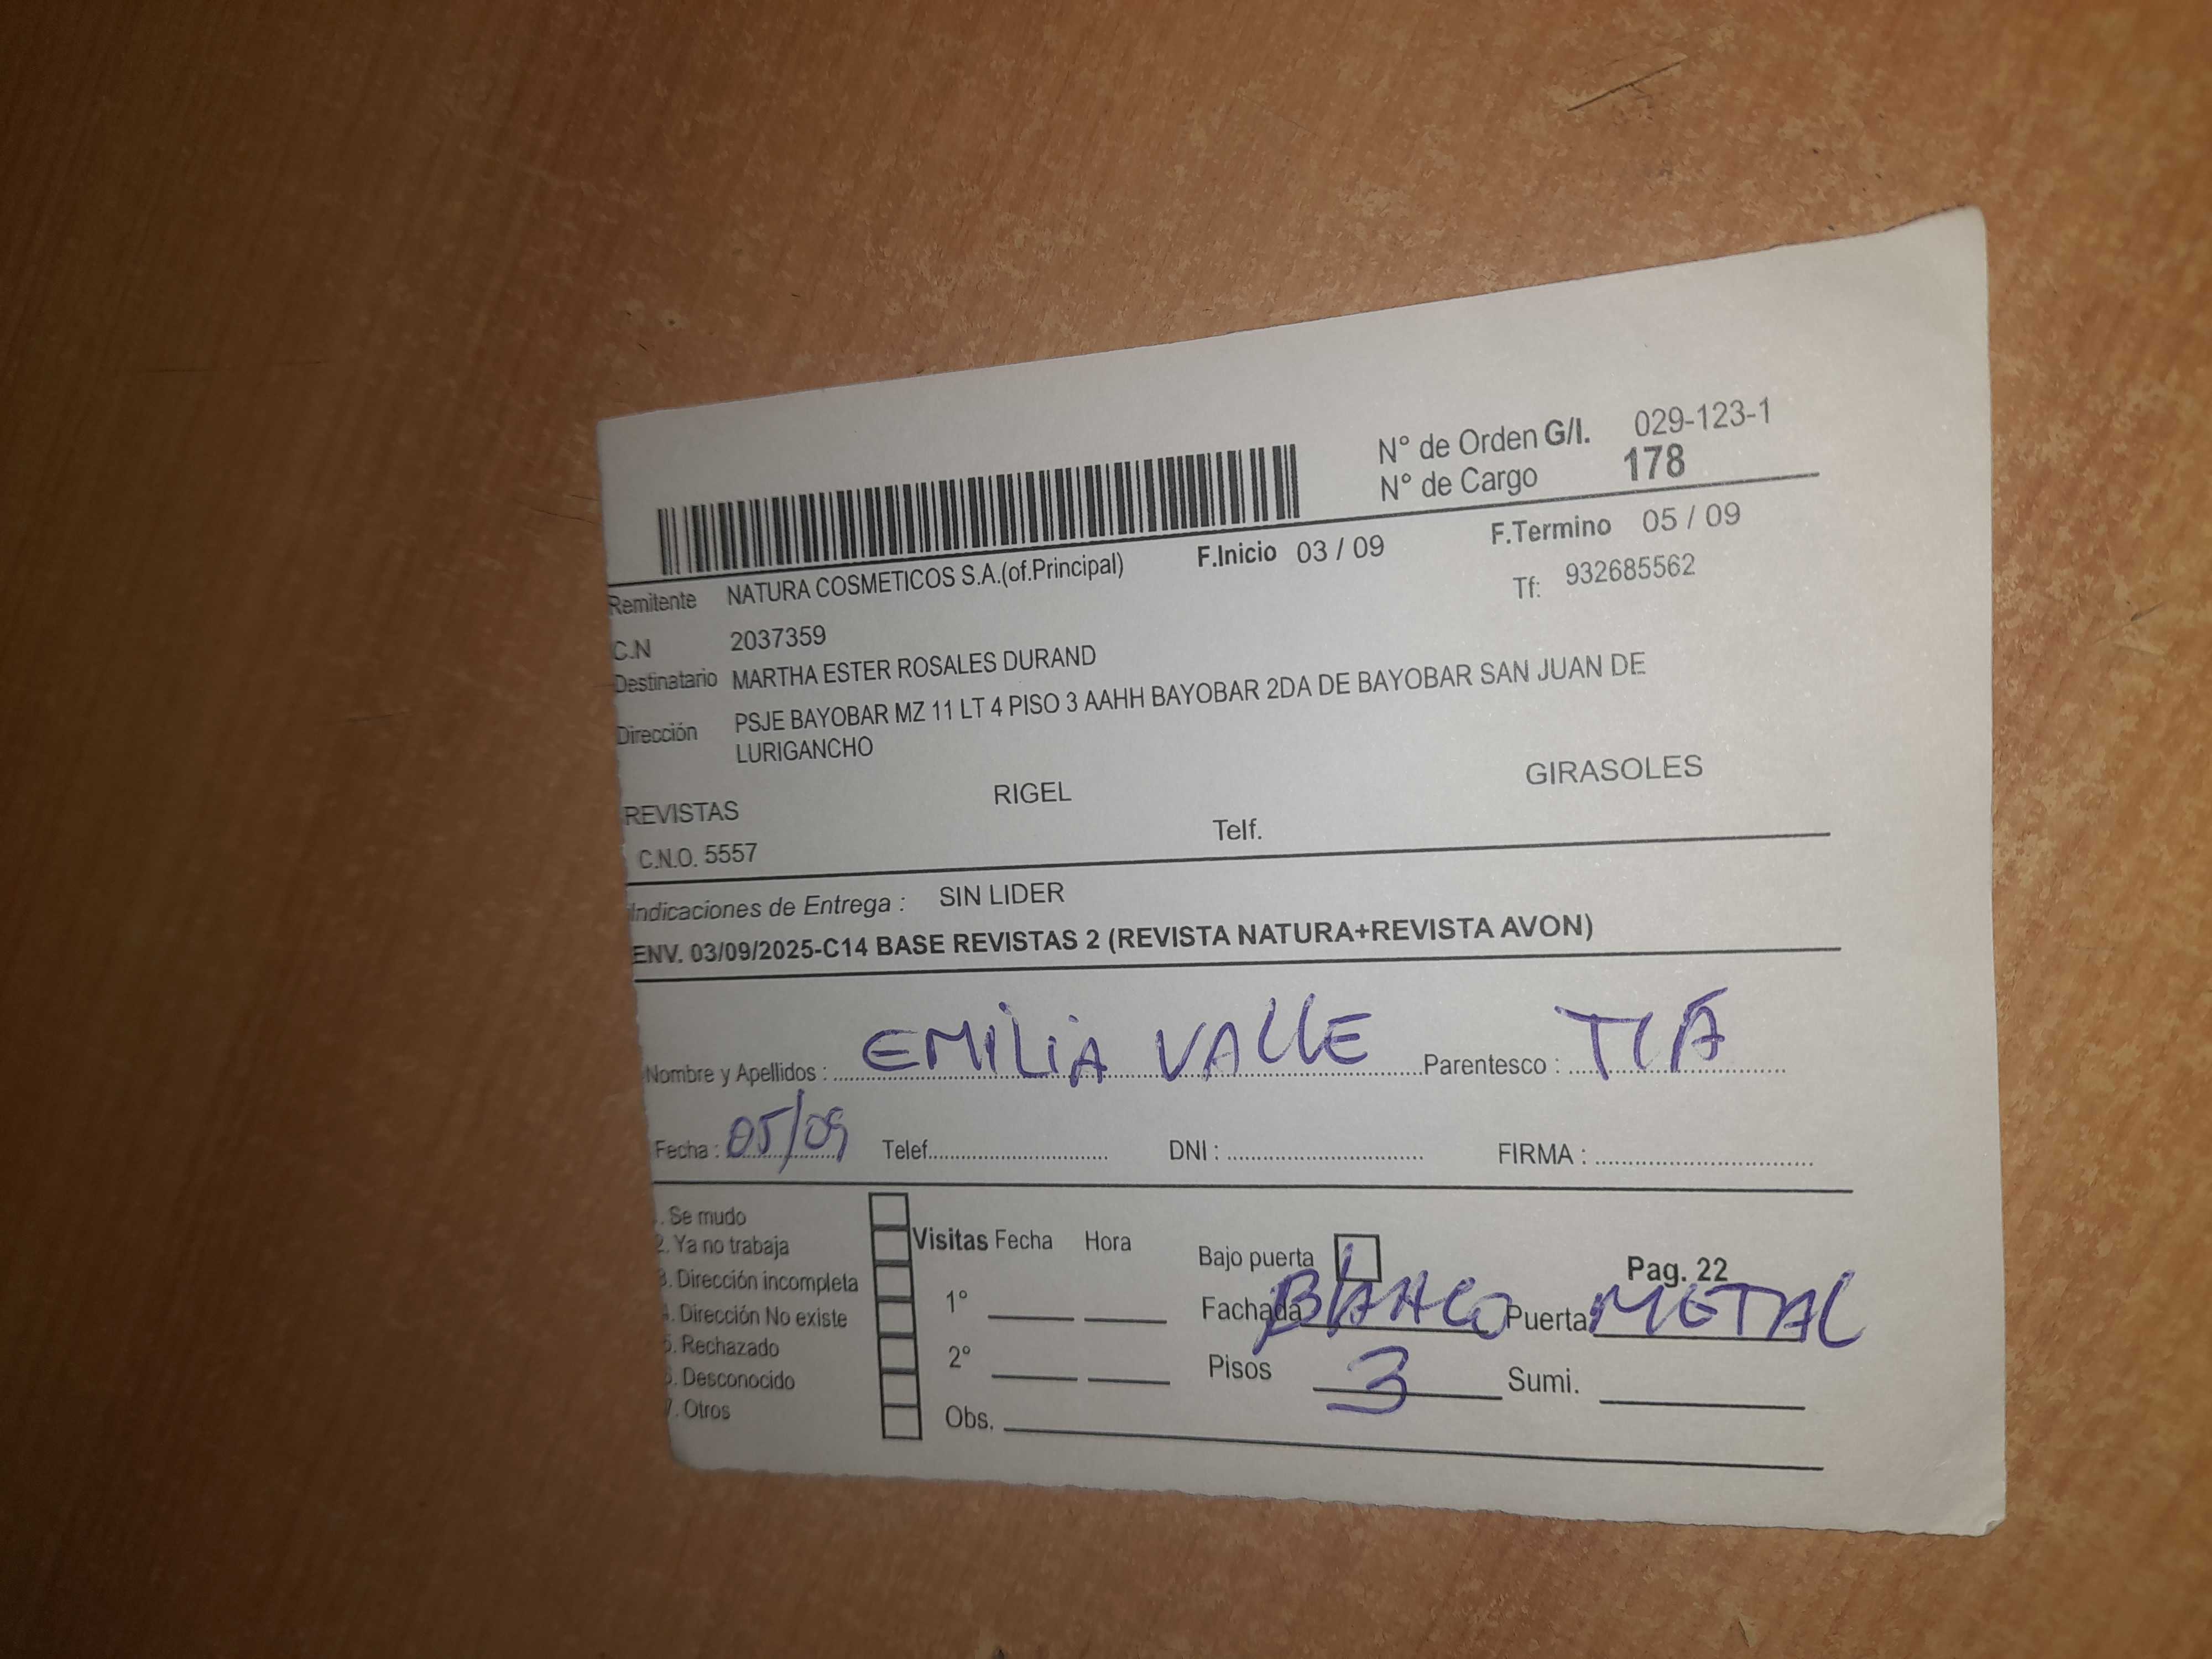 N° de Orden G/I. 029-123-1
N° de Cargo 178
Remitente NATURA COSMETICOS S.A.(of.Principal) F.Inicio 03 / 09 F.Termino 05 / 09
C.N 2037359 Tf: 932685562
Destinatario MARTHA ESTER ROSALES DURAND
Dirección PSJE BAYOBAR MZ 11 LT 4 PISO 3 AAHH BAYOBAR 2DA DE BAYOBAR SAN JUAN DE
LURIGANCHO
REVISTAS RIGEL GIRASOLES
C.N.O. 5557 Telf.
Indicaciones de Entrega : SIN LIDER
ENV. 03/09/2025-C14 BASE REVISTAS 2 (REVISTA NATURA+REVISTA AVON)
Nombre y Apellidos : EMILIA VALLE Parentesco : TIA
Fecha : 05/09 Telef. DNI : FIRMA :
. Se mudo
2. Ya no trabaja Visitas Fecha Hora Bajo puerta Pag. 22
3. Dirección incompleta
4. Dirección No existe 1° Fachada BLANCO Puerta METAL
5. Rechazado
6. Desconocido 2° Pisos 3 Sumi.
7. Otros Obs.